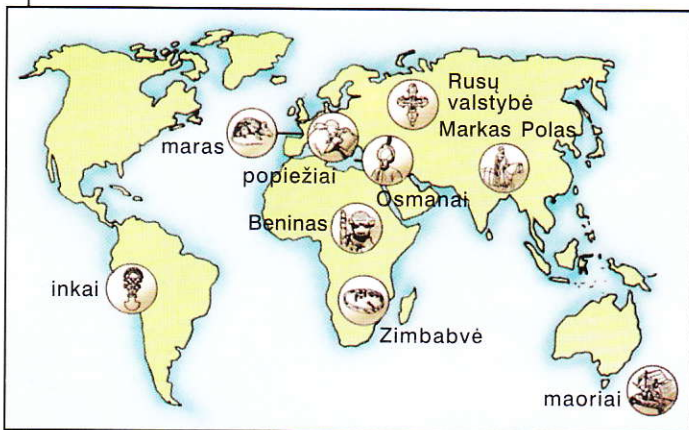 Rusų
valstybė
Markas Polas
maras
popiežiai
Osmanai
Beninas
inkai
Zimbabvė
maoriai